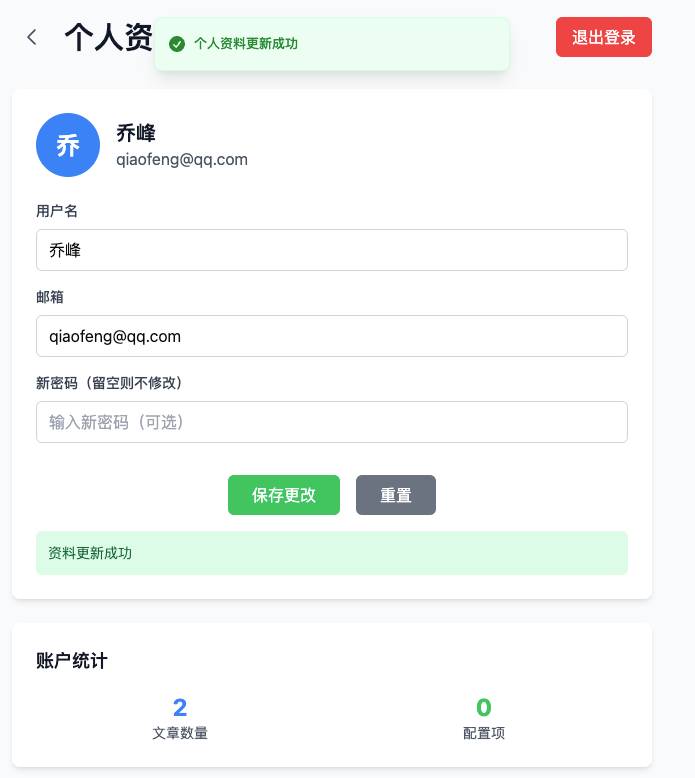 个人资
个人资料更新成功
退出登录
乔
乔峰
qiaofeng@qq.com
用户名
乔峰
邮箱
qiaofeng@qq.com
新密码（留空则不修改）
输入新密码（可选）
保存更改
重置
资料更新成功
账户统计
2
文章数量
0
配置项